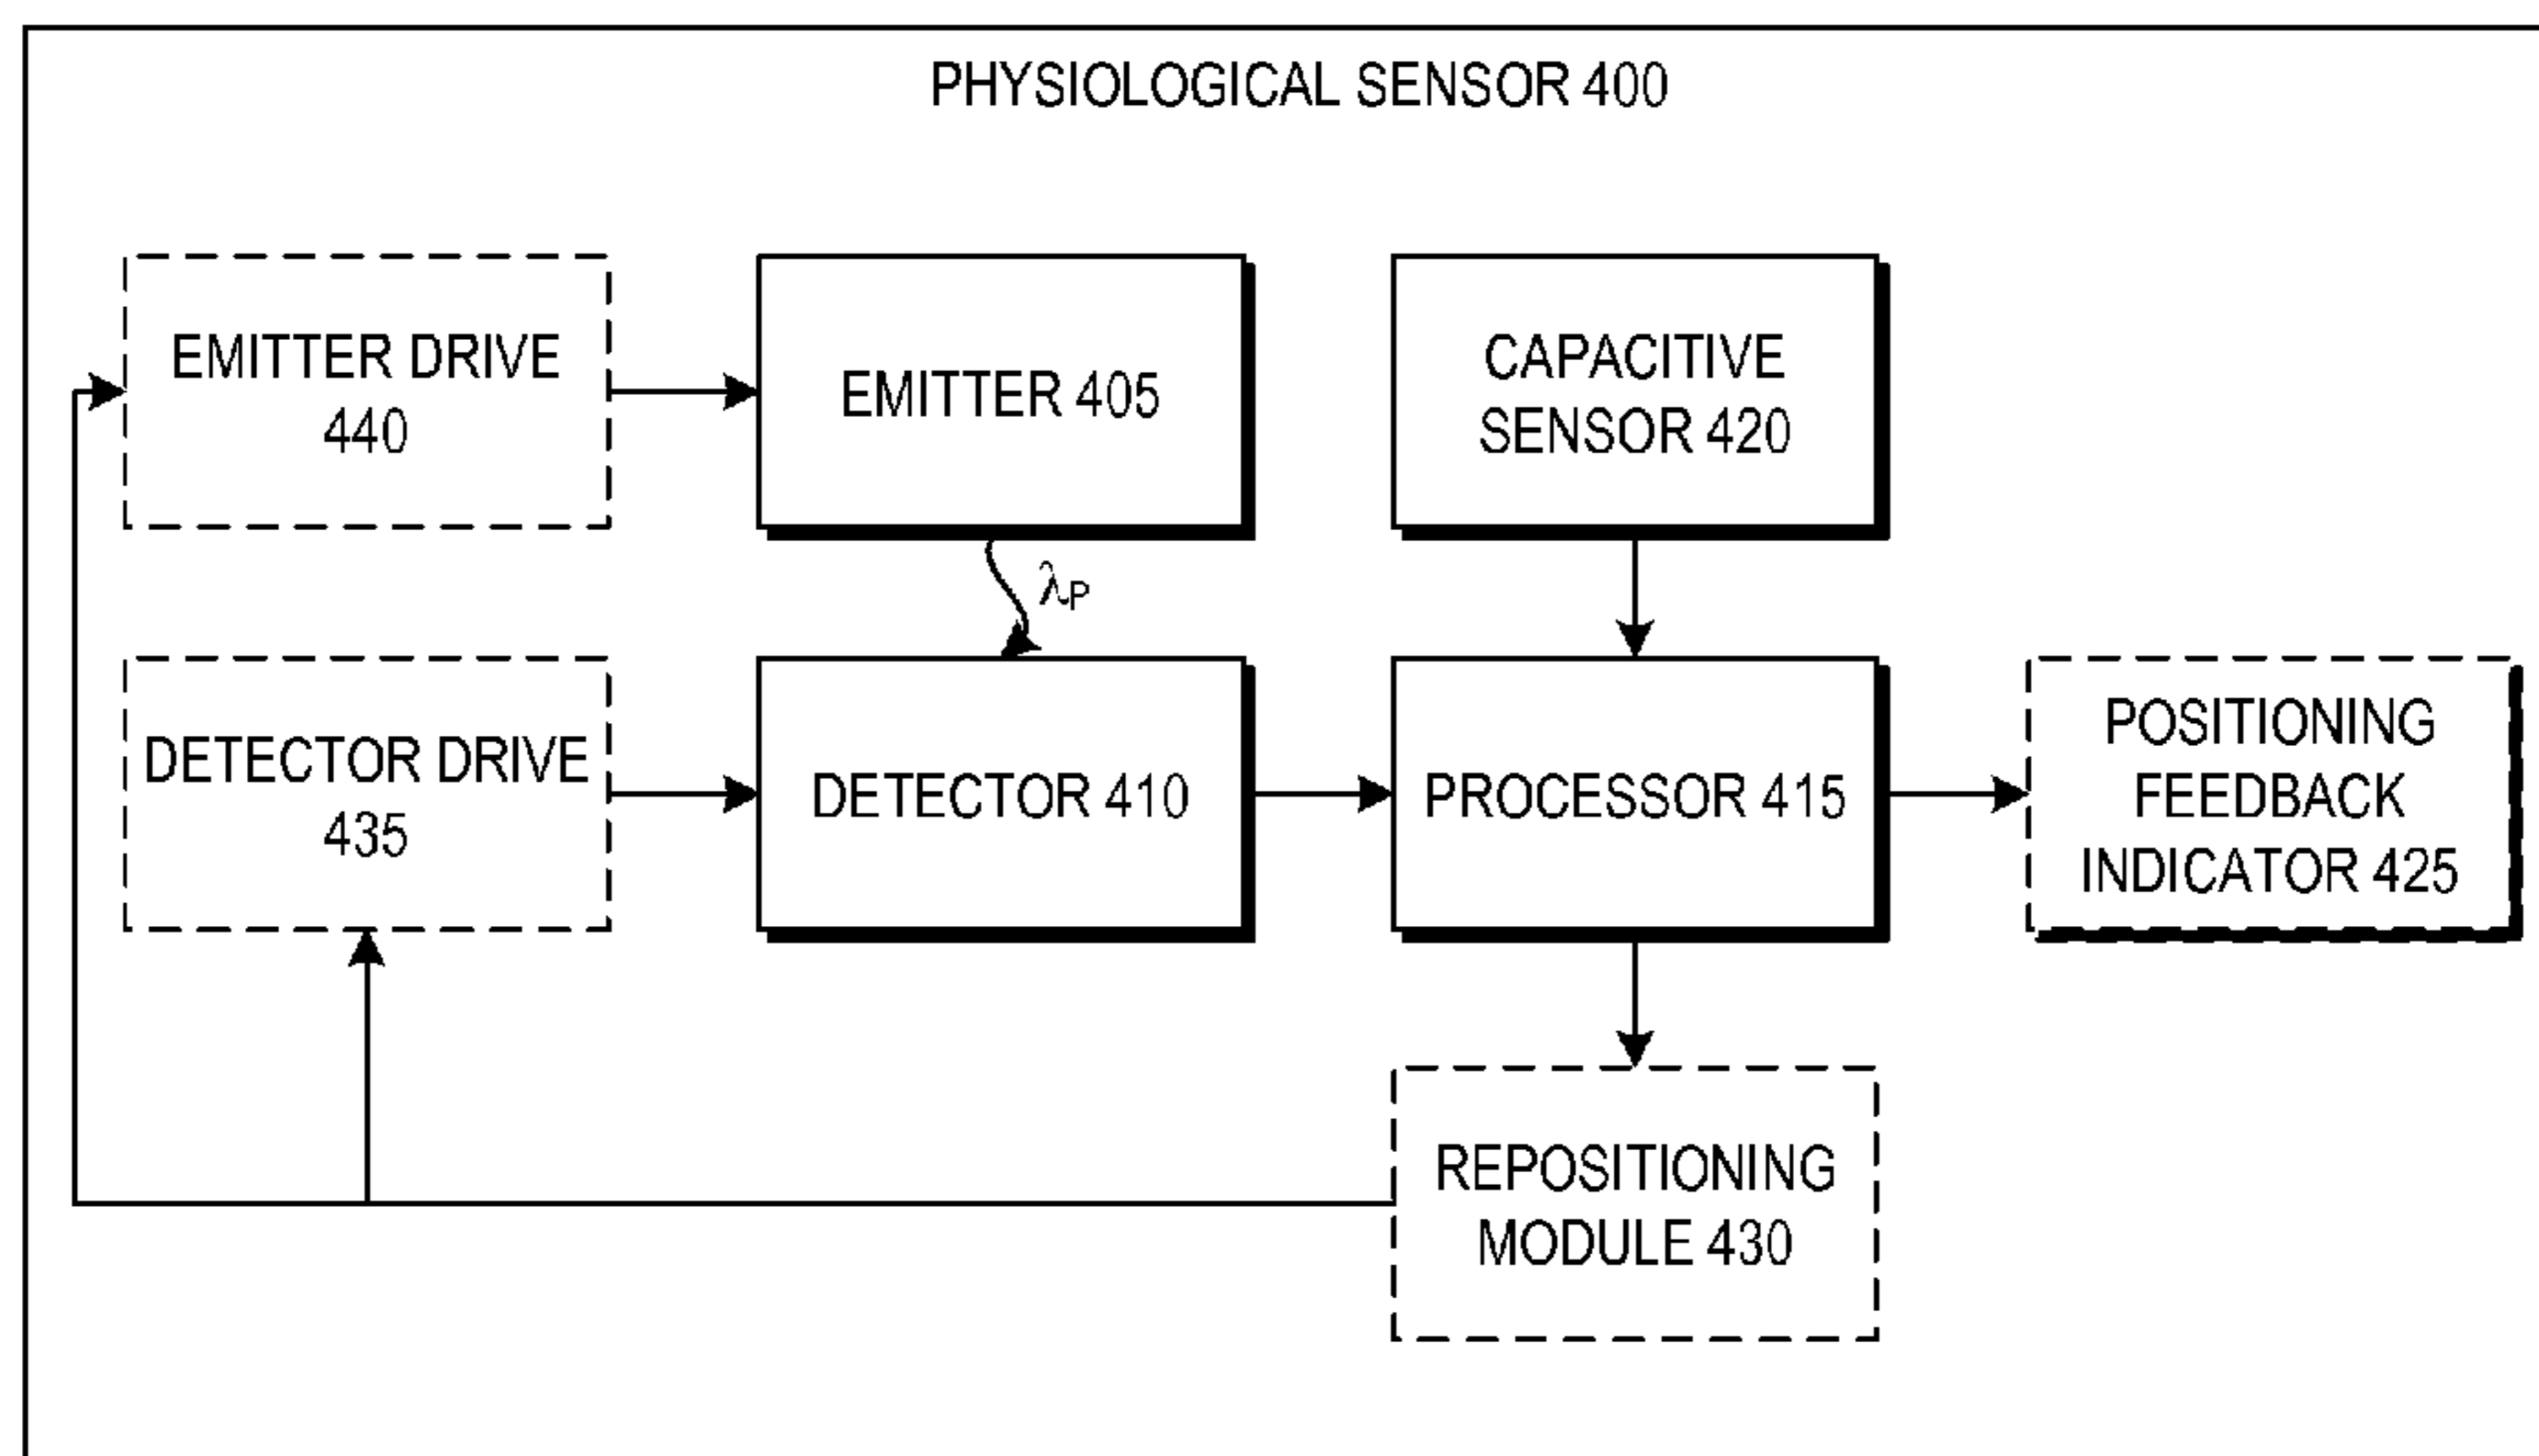 PHYSIOLOGICAL SENSOR 400
EMITTER DRIVE
440
EMITTER 405
CAPACITIVE
SENSOR 420
λP
DETECTOR DRIVE
435
DETECTOR 410
PROCESSOR 415
POSITIONING
FEEDBACK
INDICATOR 425
REPOSITIONING
MODULE 430